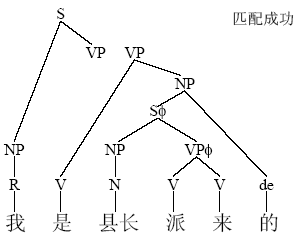 S
匹配成功
VP VP
NP
Sϕ
NP NP VPϕ
R V N V V de
我 是 县长 派 来 的